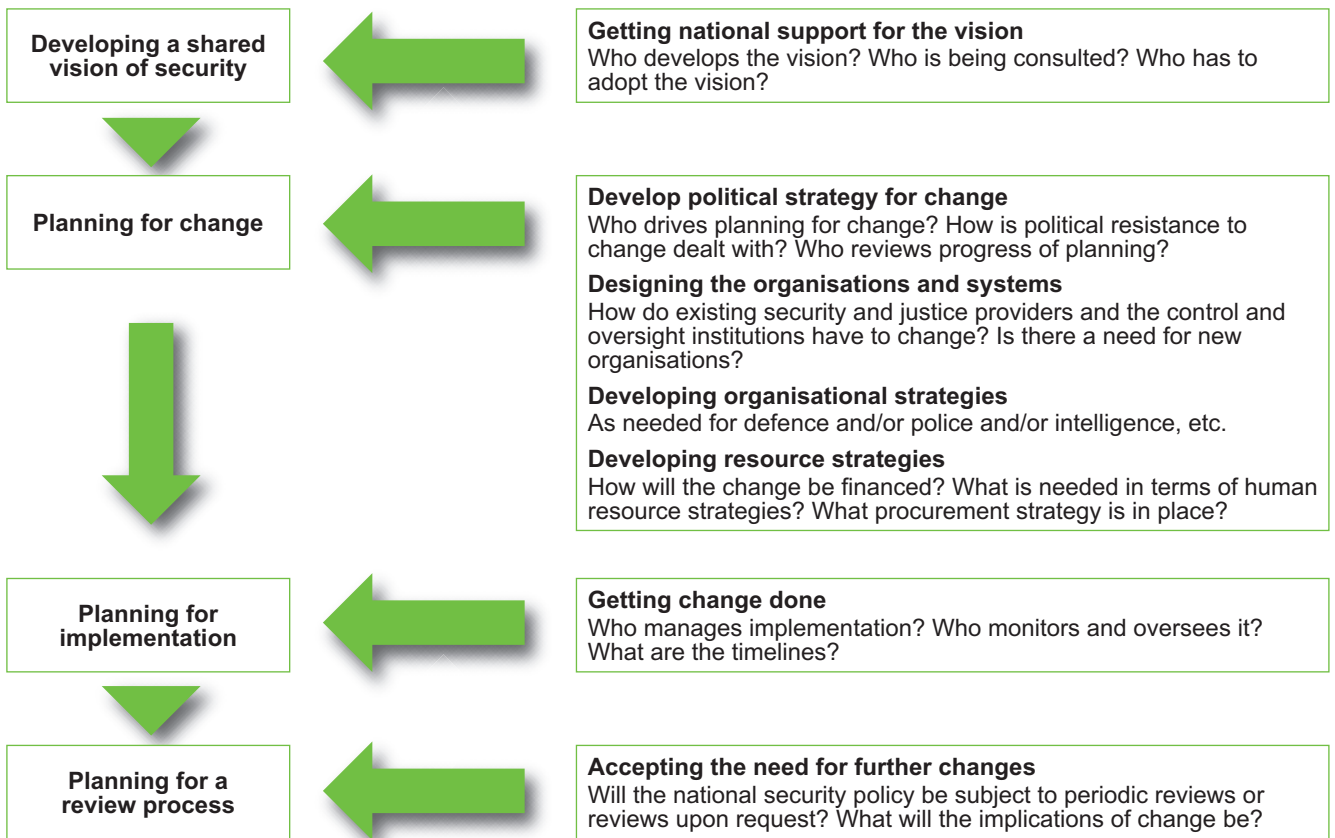 Developing a shared
vision of security
Getting national support for the vision
Who develops the vision? Who is being consulted? Who has to
adopt the vision?
Planning for change
Develop political strategy for change
Who drives planning for change? How is political resistance to
change dealt with? Who reviews progress of planning?
Designing the organisations and systems
How do existing security and justice providers and the control and
oversight institutions have to change? Is there a need for new
organisations?
Developing organisational strategies
As needed for defence and/or police and/or intelligence, etc.
Developing resource strategies
How will the change be financed? What is needed in terms of human
resource strategies? What procurement strategy is in place?
Planning for
implementation
Getting change done
Who manages implementation? Who monitors and oversees it?
What are the timelines?
Planning for a
review process
Accepting the need for further changes
Will the national security policy be subject to periodic reviews or
reviews upon request? What will the implications of change be?